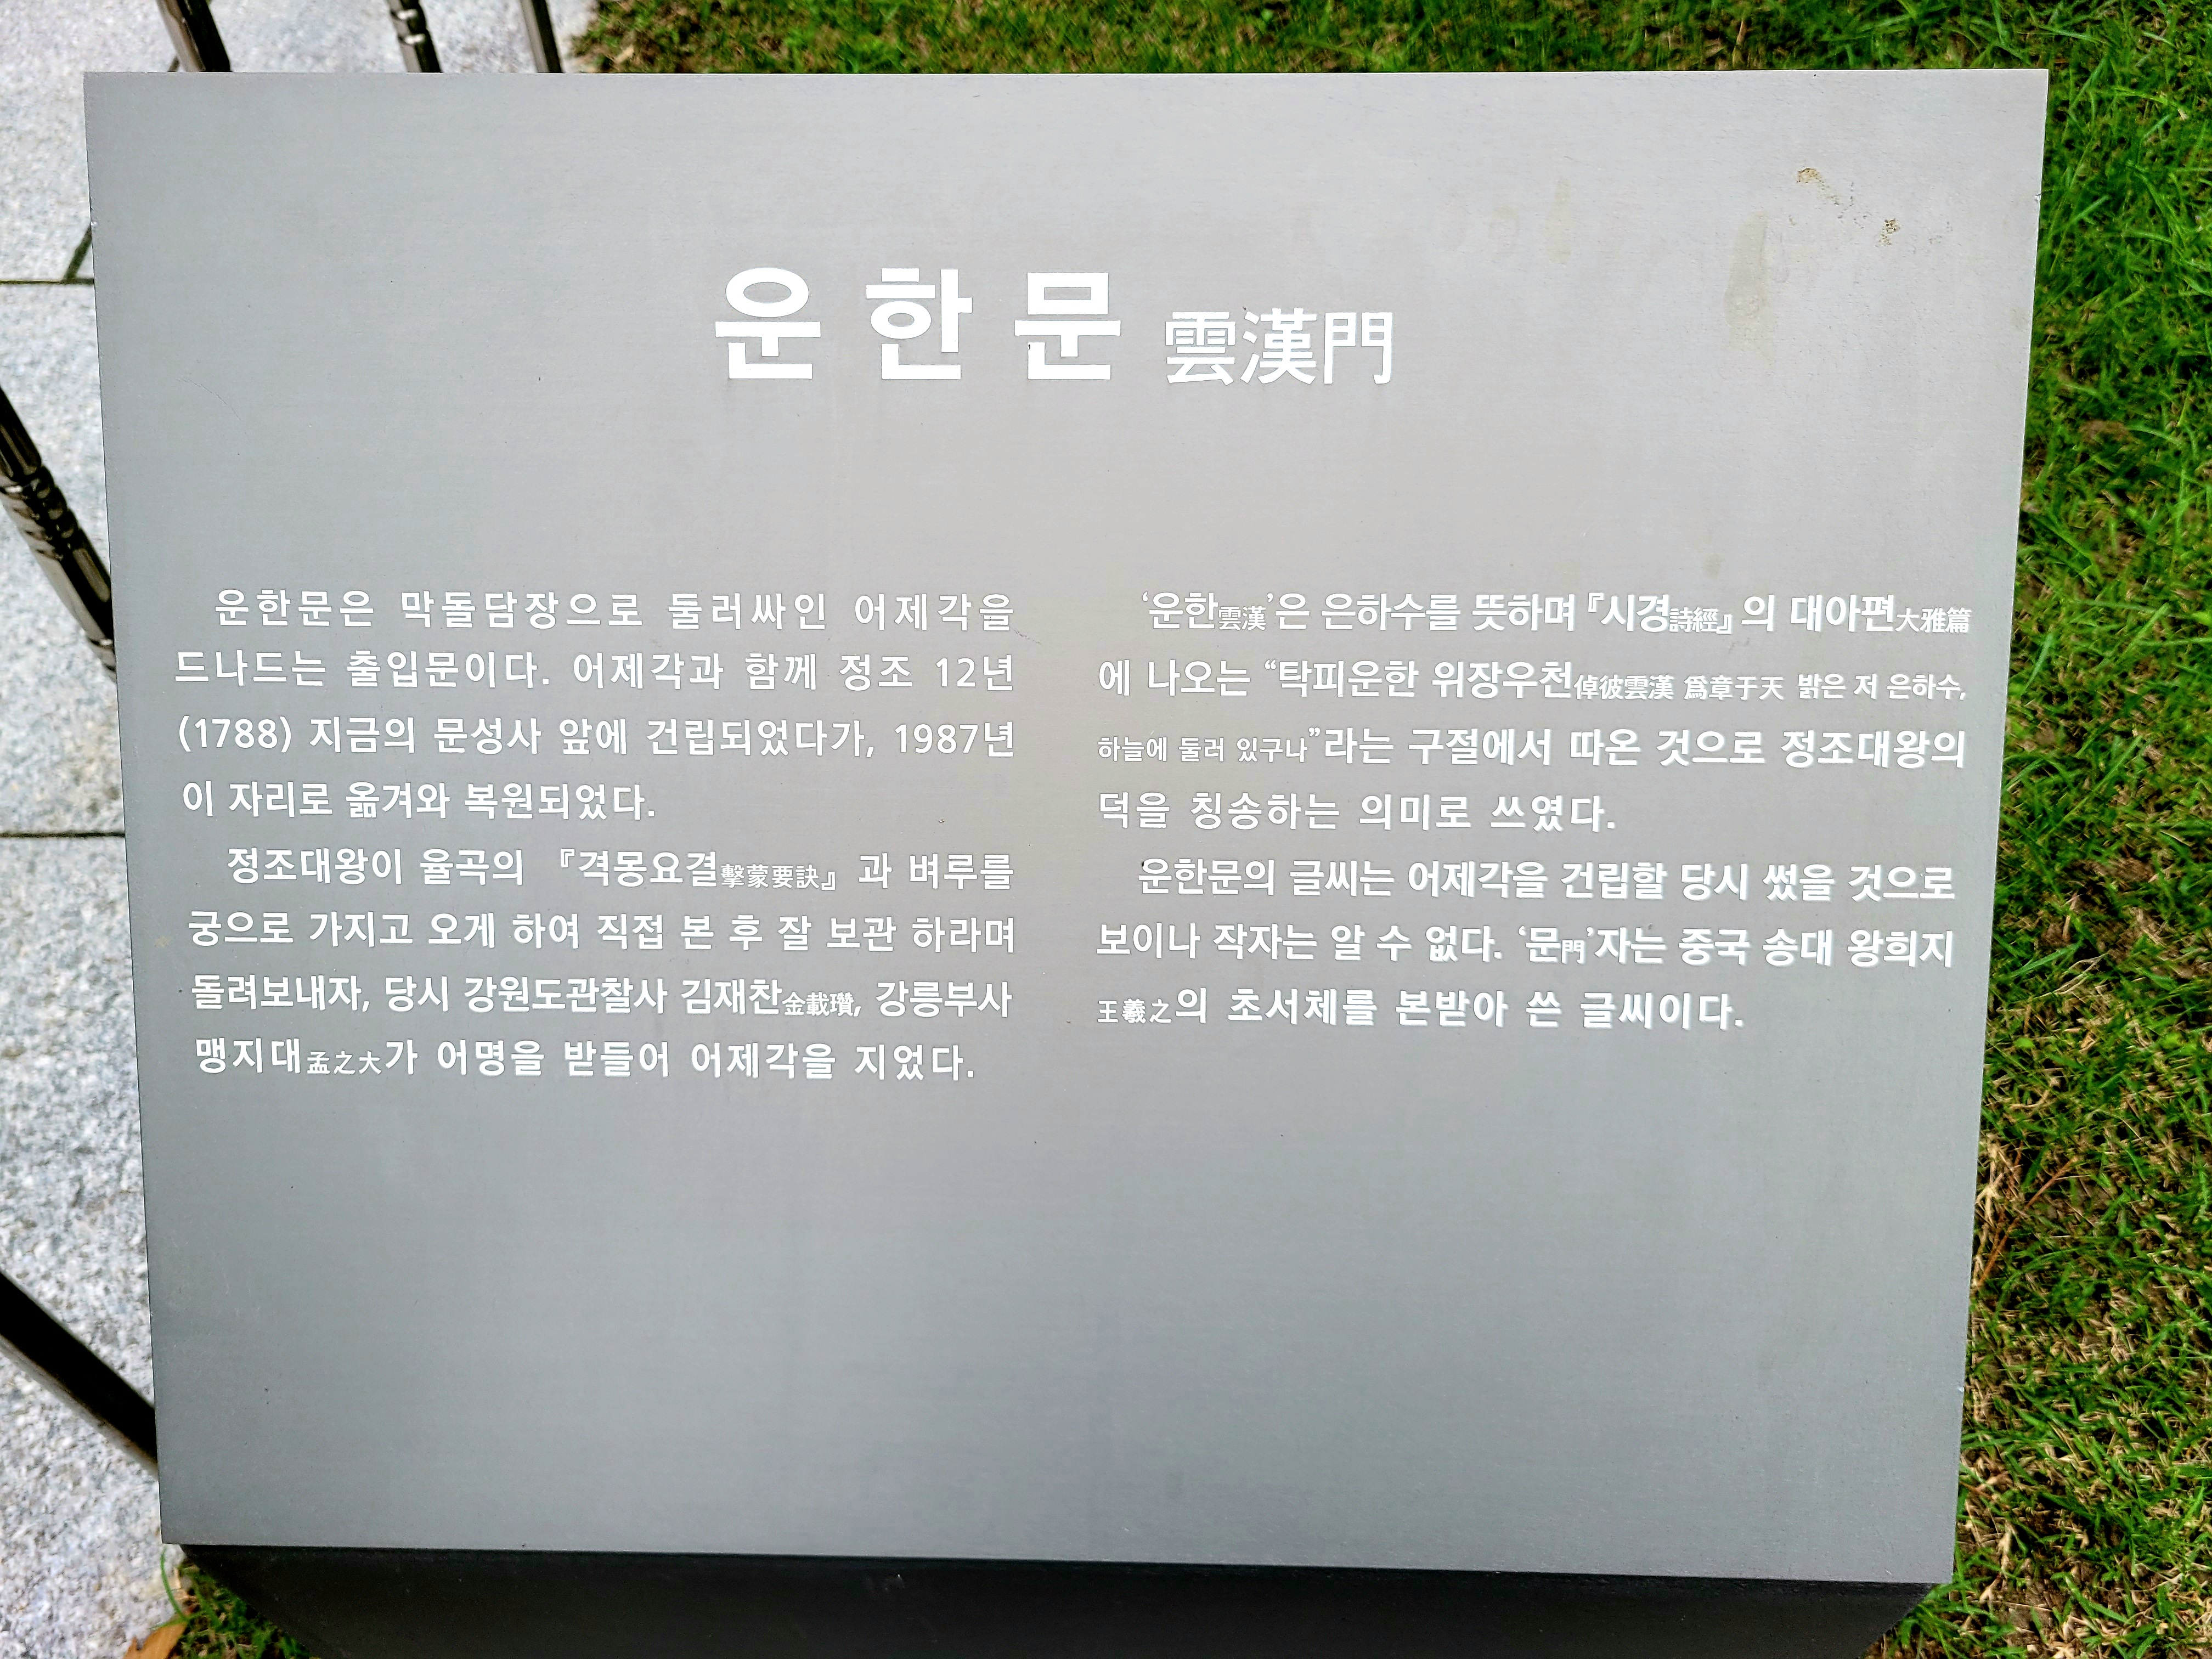 운한문 雲漢門
운한문은 막돌담장으로 둘러싸인 어제각을
드나드는 출입문이다. 어제각과 함께 정조 12년
(1788) 지금의 문성사 앞에 건립되었다가, 1987년
이 자리로 옮겨와 복원되었다.
정조대왕이 율곡의 『격몽요결擊蒙要訣』과 벼루를
궁으로 가지고 오게 하여 직접 본 후 잘 보관 하라며
돌려보내자, 당시 강원도관찰사 김재찬金載瓚, 강릉부사
맹지대孟之大가 어명을 받들어 어제각을 지었다.
‘운한雲漢’은 은하수를 뜻하며『시경詩經』의 대아편大雅篇
에 나오는 “탁피운한 위장우천倬彼雲漢 爲章于天 밝은 저 은하수,
하늘에 둘러 있구나”라는 구절에서 따온 것으로 정조대왕의
덕을 칭송하는 의미로 쓰였다.
운한문의 글씨는 어제각을 건립할 당시 썼을 것으로
보이나 작자는 알 수 없다. ‘문門’자는 중국 송대 왕희지
王羲之의 초서체를 본받아 쓴 글씨이다.